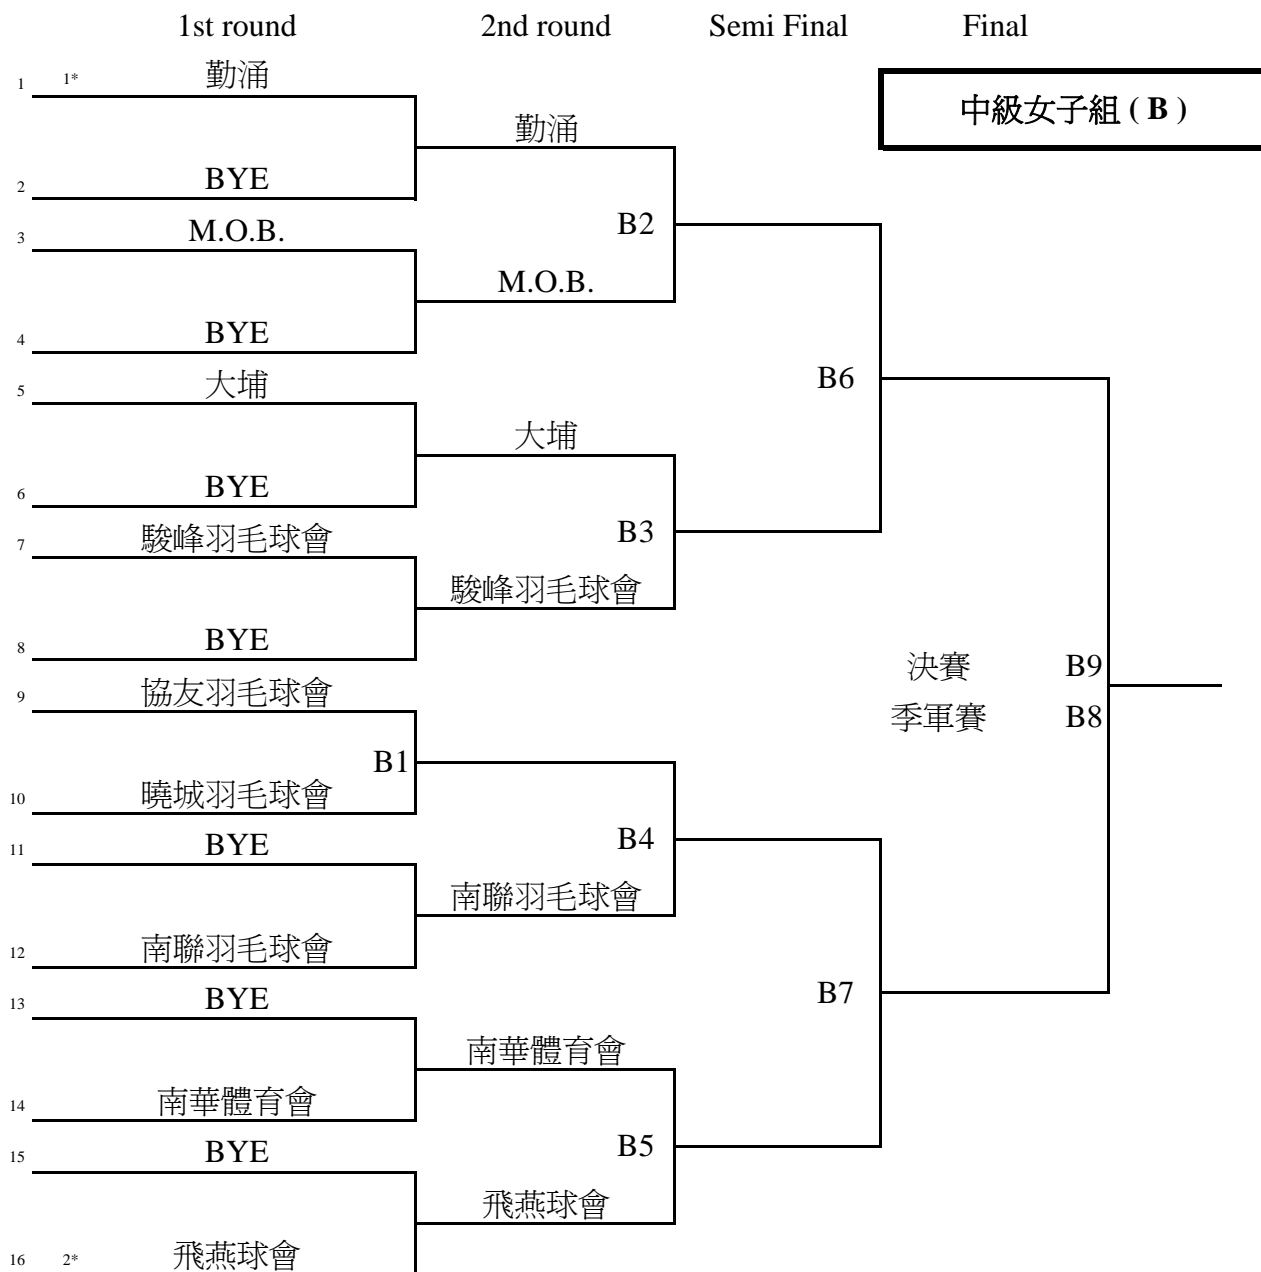 1st round 2nd round Semi Final Final
中級女子組 ( B )
1 1* 勤涌
勤涌
2 BYE
B2
3 M.O.B.
M.O.B.
4 BYE
B6
5 大埔
大埔
6 BYE
B3
7 駿峰羽毛球會
駿峰羽毛球會
8 BYE
決賽 B9
季軍賽 B8
9 協友羽毛球會
B1
10 曉城羽毛球會
B4
11 BYE
南聯羽毛球會
12 南聯羽毛球會
B7
13 BYE
南華體育會
14 南華體育會
B5
15 BYE
飛燕球會
16 2* 飛燕球會